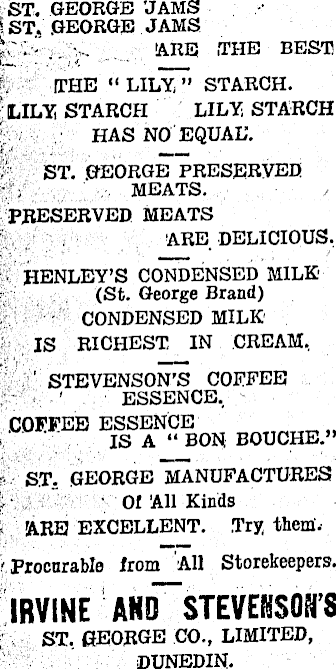 ST. GEORGE JAMS
ST. GEORGE JAMS
ARE THE BEST
THE "LILY," STARCH.
LILY STARCH LILY STARCH
HAS NO EQUAL.
ST. GEORGE PRESERVED
MEATS.
PRESERVED MEATS
ARE DELICIOUS.
HENLEY'S CONDENSED MILK
(St. George Brand)
CONDENSED MILK
IS RICHEST IN CREAM.
STEVENSON'S COFFEE
ESSENCE.
COFFEE ESSENCE
IS A "BON BOUCHE."
ST. GEORGE MANUFACTURES
Of All Kinds
ARE EXCELLENT. Try them.
Procurable from All Storekeepers.
IRVINE AND STEVENSON'S
ST. GEORGE CO., LIMITED,
DUNEDIN.